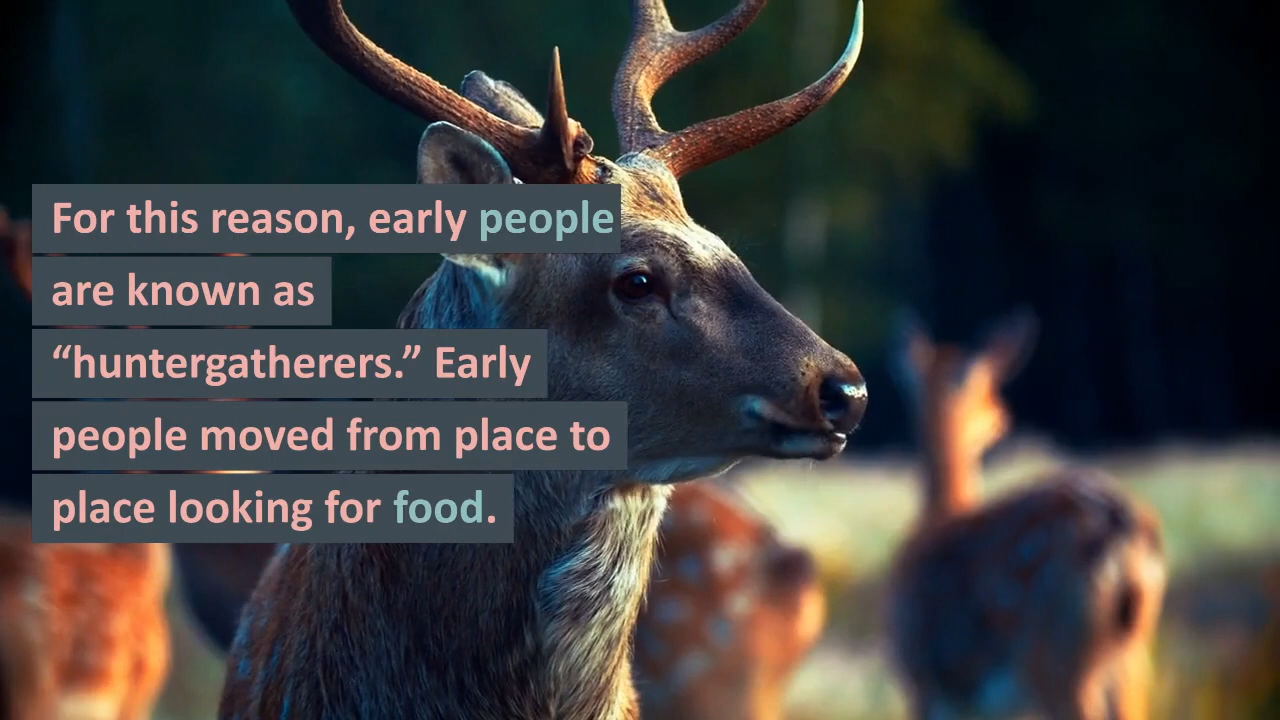 For this reason, early people
are known as
“huntergatherers.” Early
people moved from place to
place looking for food.